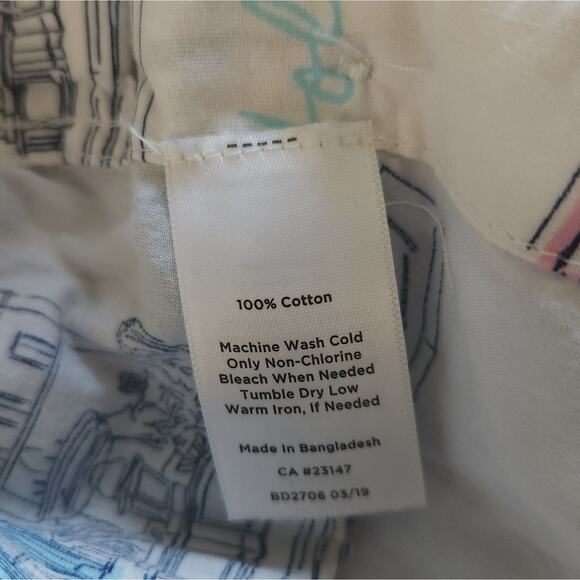 100% Cotton
Machine Wash Cold
Only Non-Chlorine
Bleach When Needed
Tumble Dry Low
Warm Iron, If Needed
Made In Bangladesh
CA #23147
BD2706 03/19